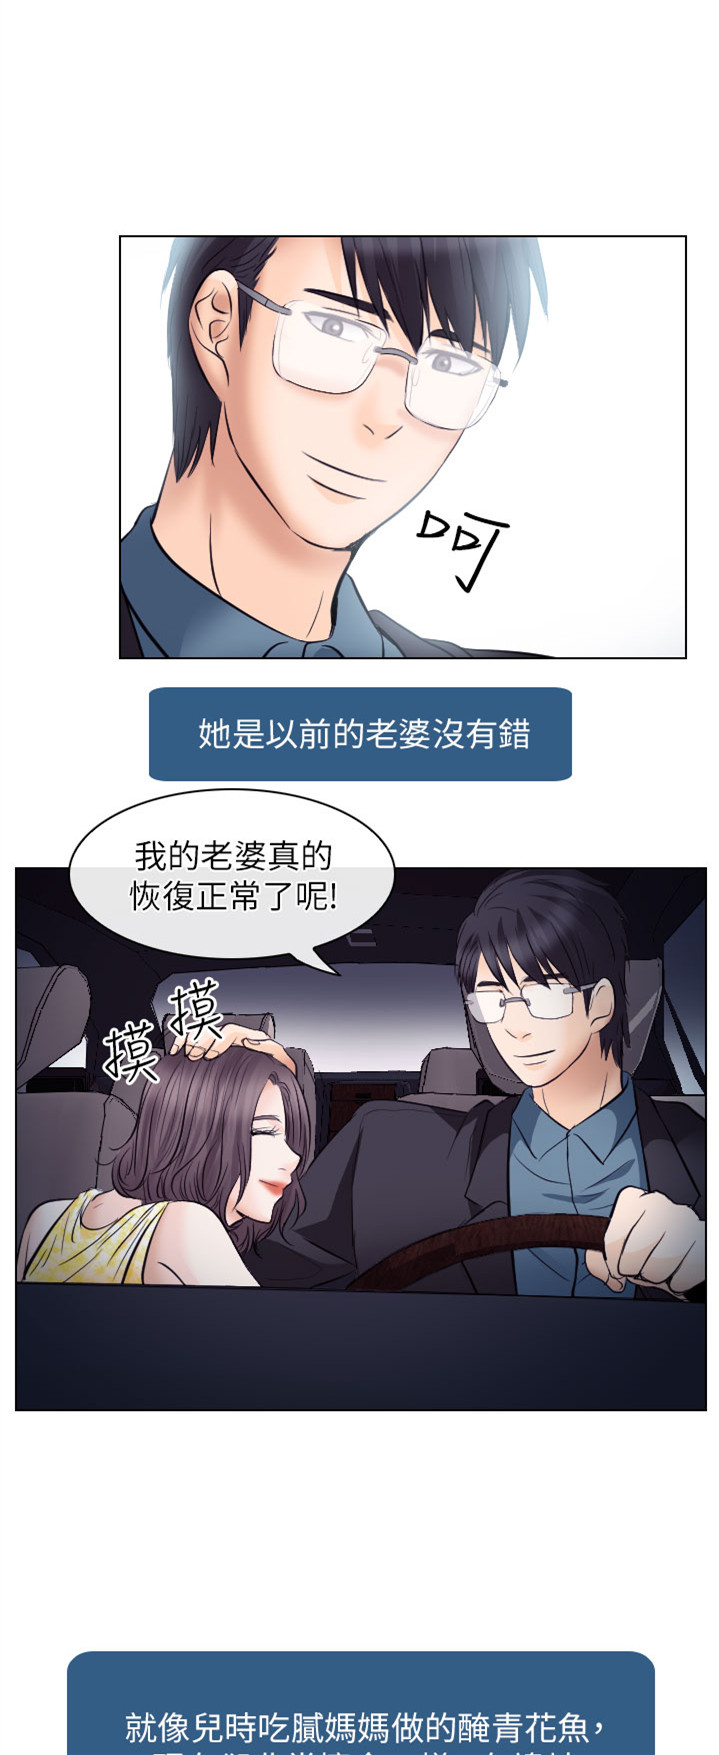 呵
她是以前的老婆沒有錯
我的老婆真的
恢復正常了呢!
摸
摸
就像兒時吃膩媽媽做的醃青花魚,